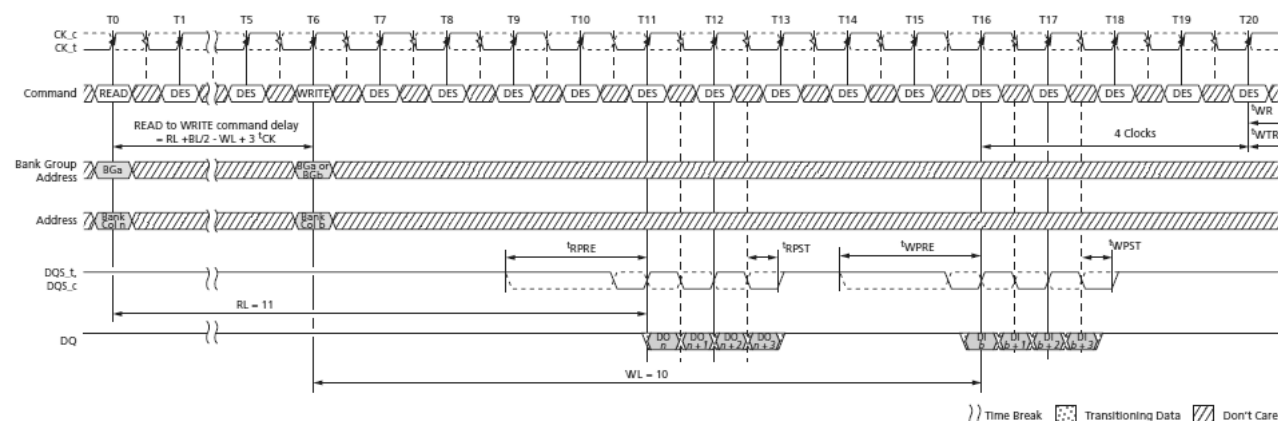 T0 T1 T5 T6 T7 T8 T9 T10 T11 T12 T13 T14 T15 T16 T17 T18 T19 T20
CK_c
CK_t
Command READ DES DES WRITE DES DES DES DES DES DES DES DES DES DES DES DES DES DES
tWR
READ to WRITE command delay
= RL +BL/2 - WL + 3 tCK
4 Clocks
tWTR
Bank Group
Address
BGa
BGa or
BGb
Address
Bank
Col n
Bank
Col b
tRPRE tRPST tWPRE tWPST
DQS_t,
DQS_c
RL = 11
DQ
DO
n
DO
n + 1
DO
n + 2
DO
n + 3
DI
b
DI
b + 1
DI
b + 2
DI
b + 3
WL = 10
Time Break Transitioning Data Don't Care